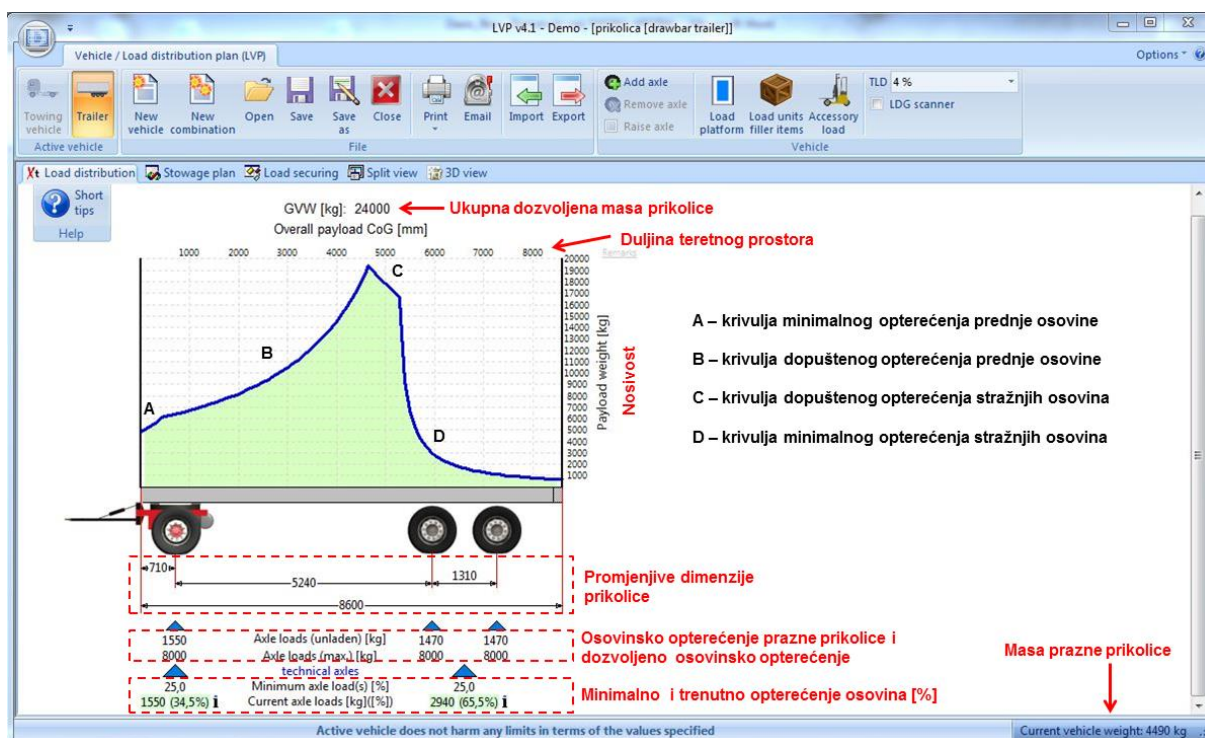 LVP v4.1 - Demo - [prikolica [drawbar trailer]]
Vehicle / Load distribution plan (LVP)
Options
Towing vehicle
Trailer
Active vehicle
New vehicle
New combination
Open
Save
Save as
Close
Print
Email
Import
Export
File
Add axle
Remove axle
Raise axle
Load platform
Load units filler items
Accessory load
TLD 4 %
LDG scanner
Vehicle
Xt Load distribution
Stowage plan
Load securing
Split view
3D view
Short tips
Help
GVW [kg]: 24000
Ukupna dozvoljena masa prikolice
Overall payload CoG [mm]
Duljina teretnog prostora
1000 2000 3000 4000 5000 6000 7000 8000
20000
19000
18000
17000
16000
15000
14000
13000
12000
11000
10000
9000
8000
7000
6000
5000
4000
3000
2000
1000
Payload weight [kg]
Nosivost
A
B
C
D
A – krivulja minimalnog opterećenja prednje osovine
B – krivulja dopuštenog opterećenja prednje osovine
C – krivulja dopuštenog opterećenja stražnjih osovina
D – krivulja minimalnog opterećenja stražnjih osovina
710
5240
1310
8600
Promjenjive dimenzije
prikolice
1550 Axle loads (unladen) [kg] 1470 1470
8000 Axle loads (max.) [kg] 8000 8000
Osovinsko opterećenje prazne prikolice i
dozvoljeno osovinsko opterećenje
technical axles
25,0 Minimum axle load(s) [%] 25,0
1550 (34,5%) i Current axle loads [kg]([%]) 2940 (65,5%) i
Minimalno i trenutno opterećenje osovina [%]
Masa prazne prikolice
Active vehicle does not harm any limits in terms of the values specified
Current vehicle weight: 4490 kg